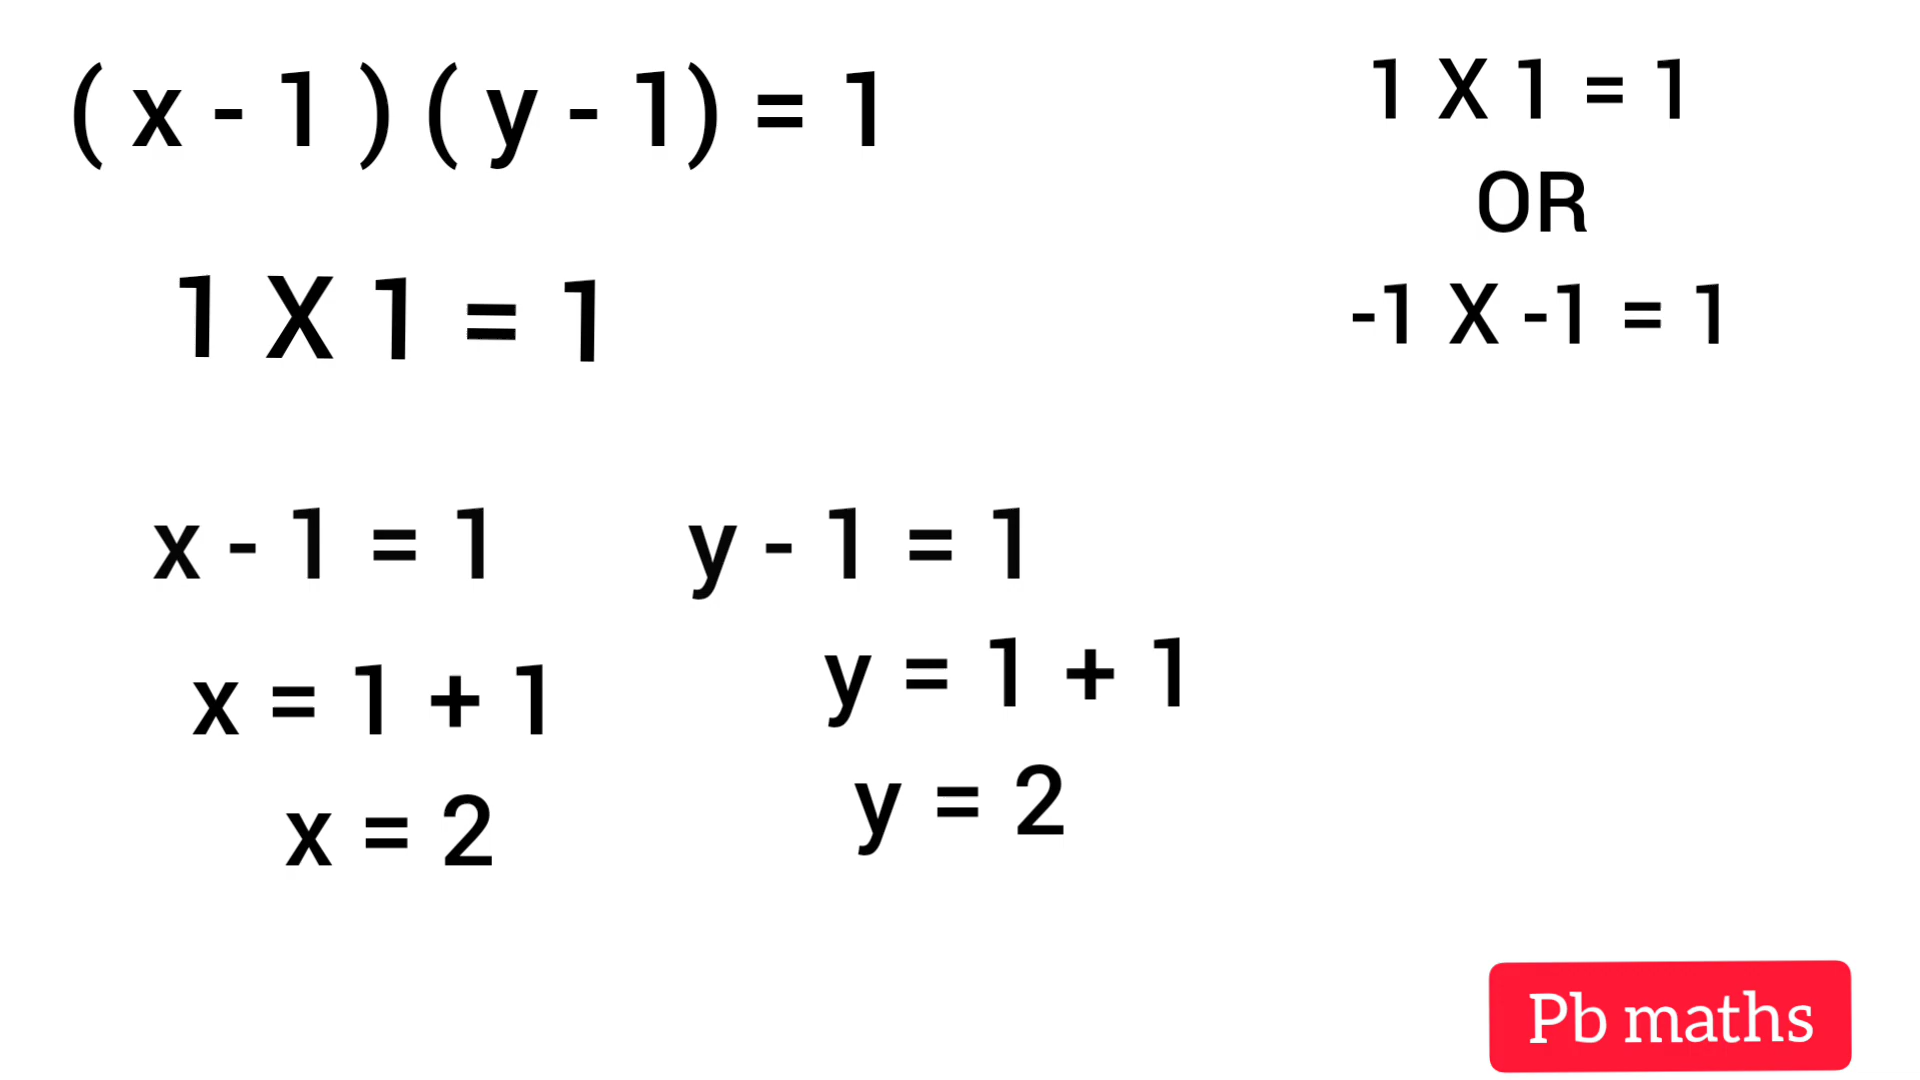 ( x - 1 ) ( y - 1) = 1
1 X 1 = 1
x - 1 = 1
x = 1 + 1
x = 2
y - 1 = 1
y = 1 + 1
y = 2
1 X 1 = 1
OR
-1 X -1 = 1
Pb maths